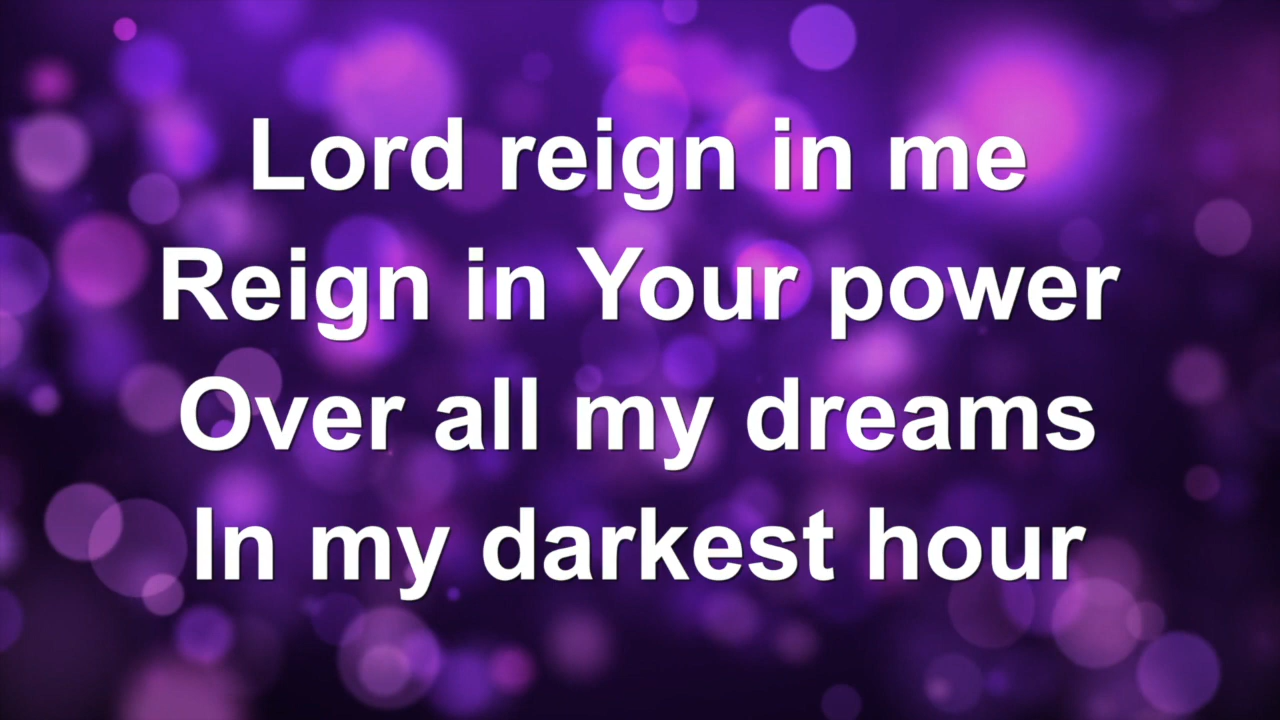 Lord reign in me
Reign in Your power
Over all my dreams
In my darkest hour